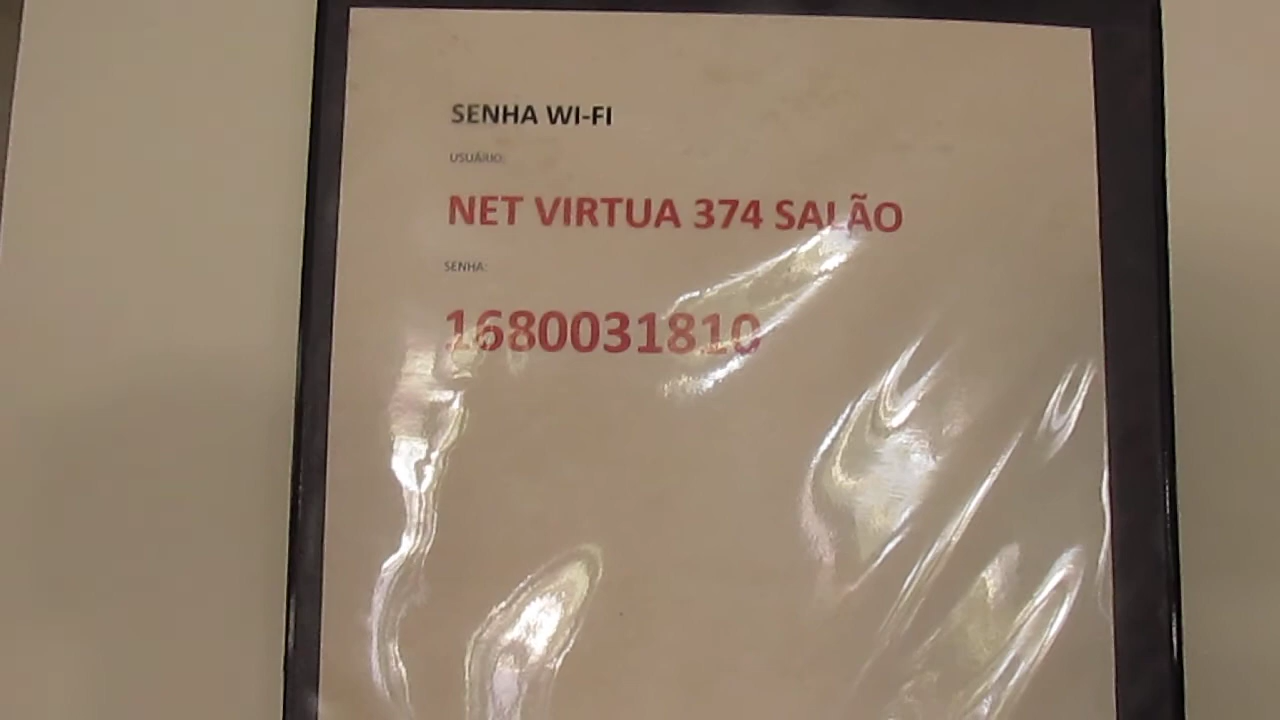 SENHA WI-FI
USUÁRIO:
NET VIRTUA 374 SALÃO
SENHA:
1680031810